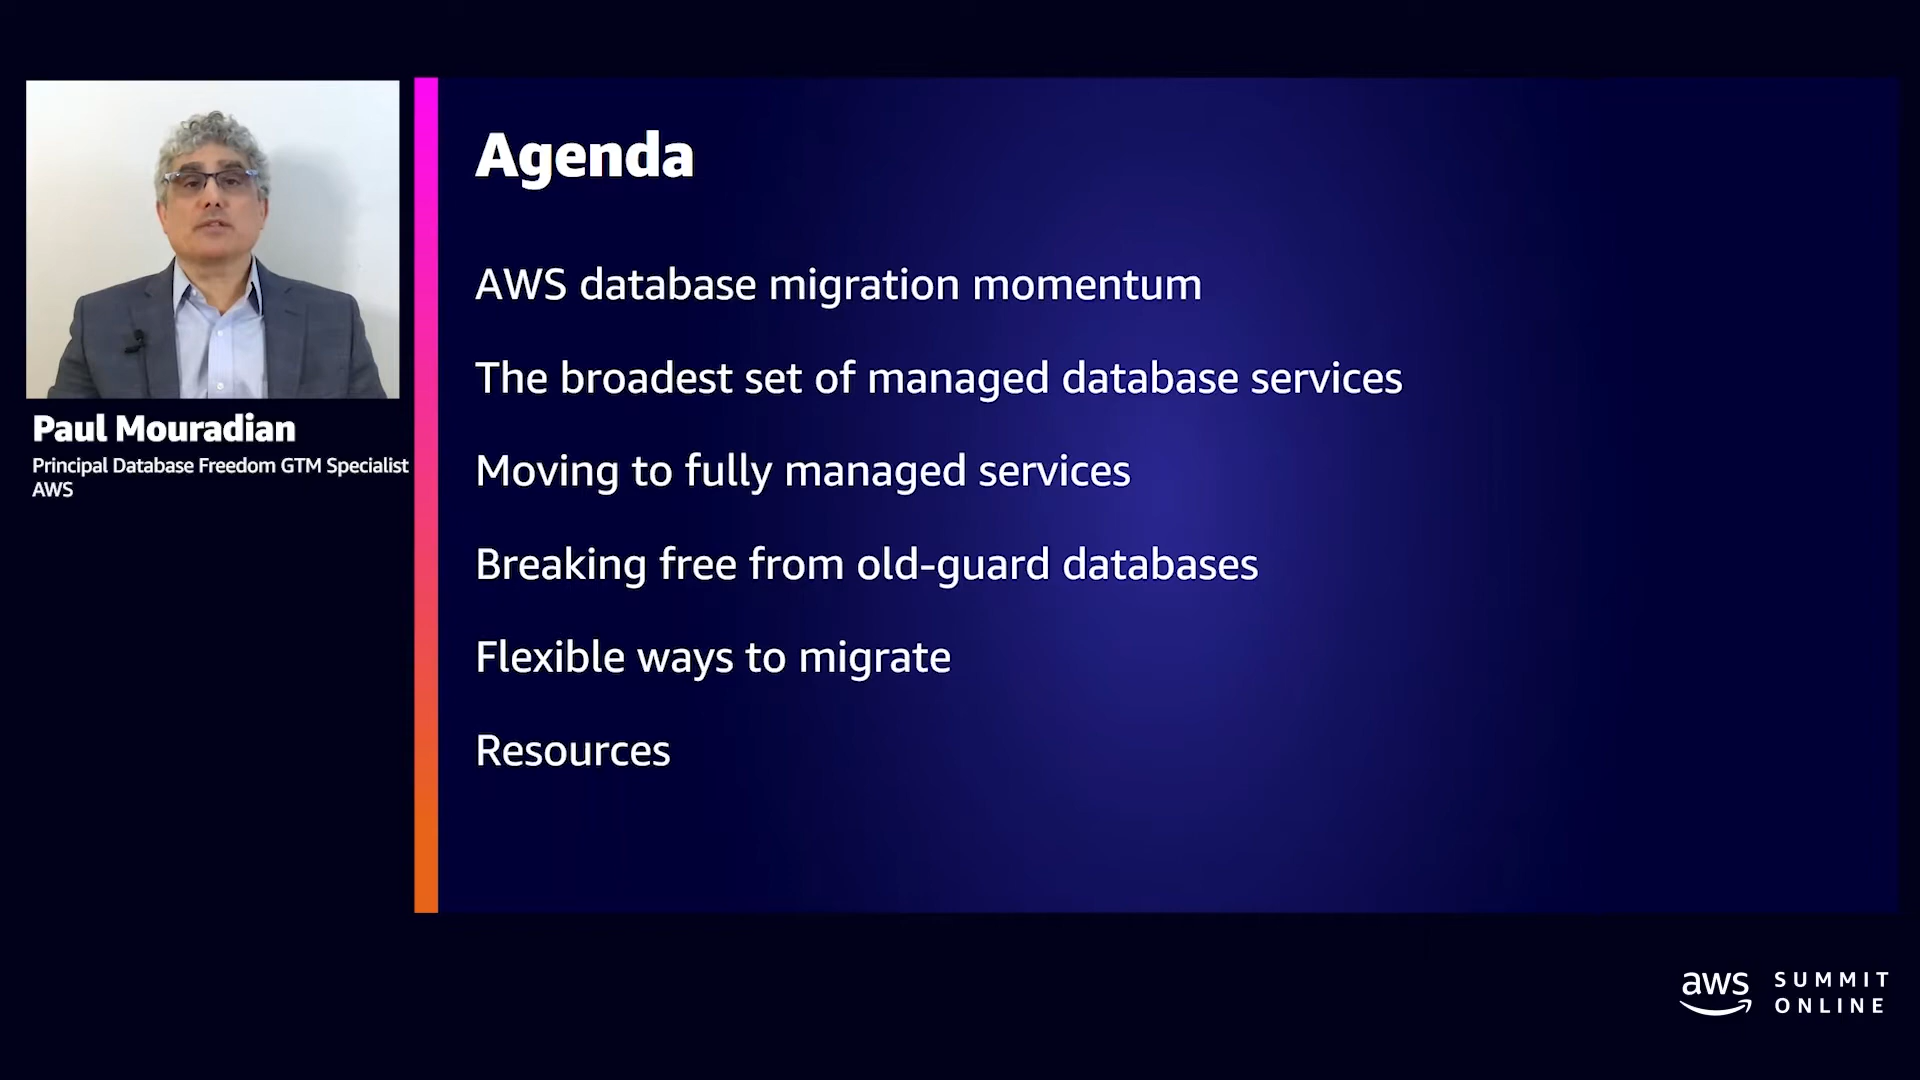 Agenda
AWS database migration momentum
The broadest set of managed database services
Moving to fully managed services
Breaking free from old-guard databases
Flexible ways to migrate
Resources
Paul Mouradian
Principal Database Freedom GTM Specialist
AWS
aws
SUMMIT
ONLINE